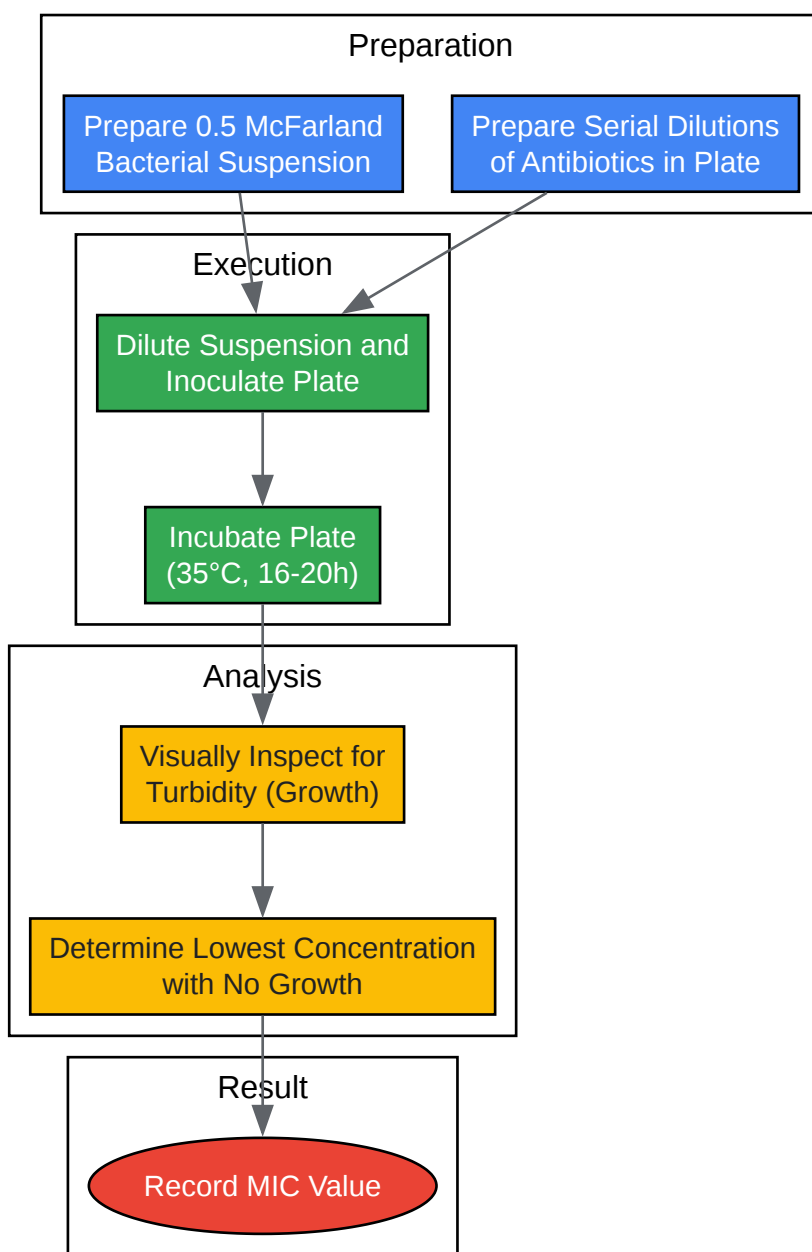 Preparation
Prepare 0.5 McFarland
Bacterial Suspension
Prepare Serial Dilutions
of Antibiotics in Plate
Execution
Dilute Suspension and
Inoculate Plate
Incubate Plate
(35°C, 16-20h)
Analysis
Visually Inspect for
Turbidity (Growth)
Determine Lowest Concentration
with No Growth
Result
Record MIC Value